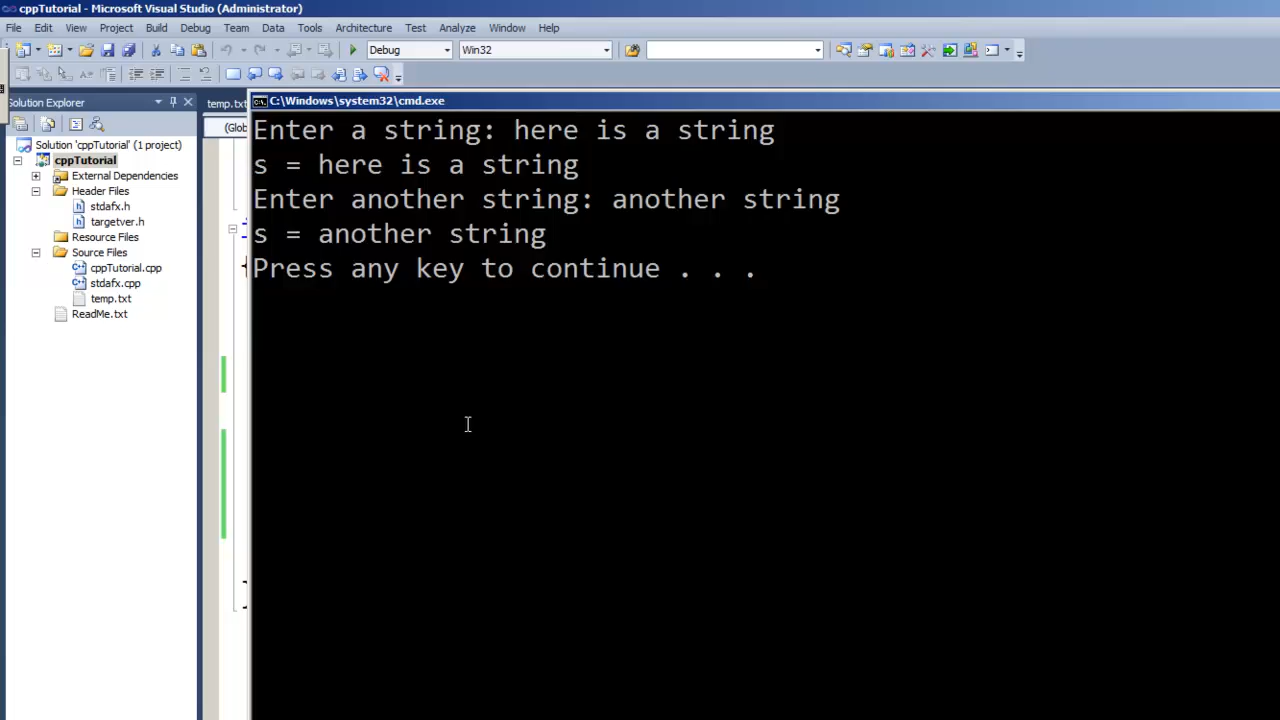 cppTutorial - Microsoft Visual Studio (Administrator)
File Edit View Project Build Debug Team Data Tools Architecture Test Analyze Window Help
Debug Win32
Solution Explorer
temp.txt
C:\Windows\system32\cmd.exe
(Glob
Solution 'cppTutorial' (1 project)
cppTutorial
External Dependencies
Header Files
stdafx.h
targetver.h
Resource Files
Source Files
cppTutorial.cpp
stdafx.cpp
temp.txt
ReadMe.txt
Enter a string: here is a string
s = here is a string
Enter another string: another string
s = another string
Press any key to continue . . .